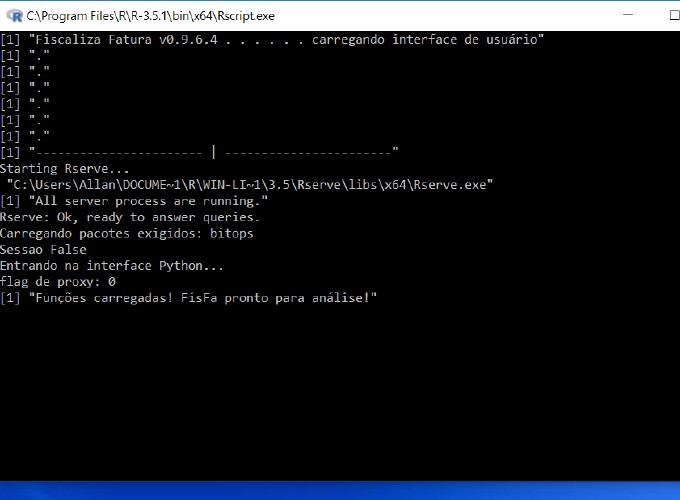 C:\Program Files\R\R-3.5.1\bin\x64\Rscript.exe
[1] "Fiscaliza Fatura v0.9.6.4 . . . . . . carregando interface de usuário"
[1] "."
[1] "."
[1] "."
[1] "."
[1] "."
[1] "."
[1] "----------------------- | -----------------------"
Starting Rserve...
"C:\Users\Allan\DOCUME~1\R\WIN-LI~1\3.5\Rserve\libs\x64\Rserve.exe"
[1] "All server process are running."
Rserve: Ok, ready to answer queries.
Carregando pacotes exigidos: bitops
Sessao False
Entrando na interface Python...
flag de proxy: 0
[1] "Funções carregadas! FisFa pronto para análise!"